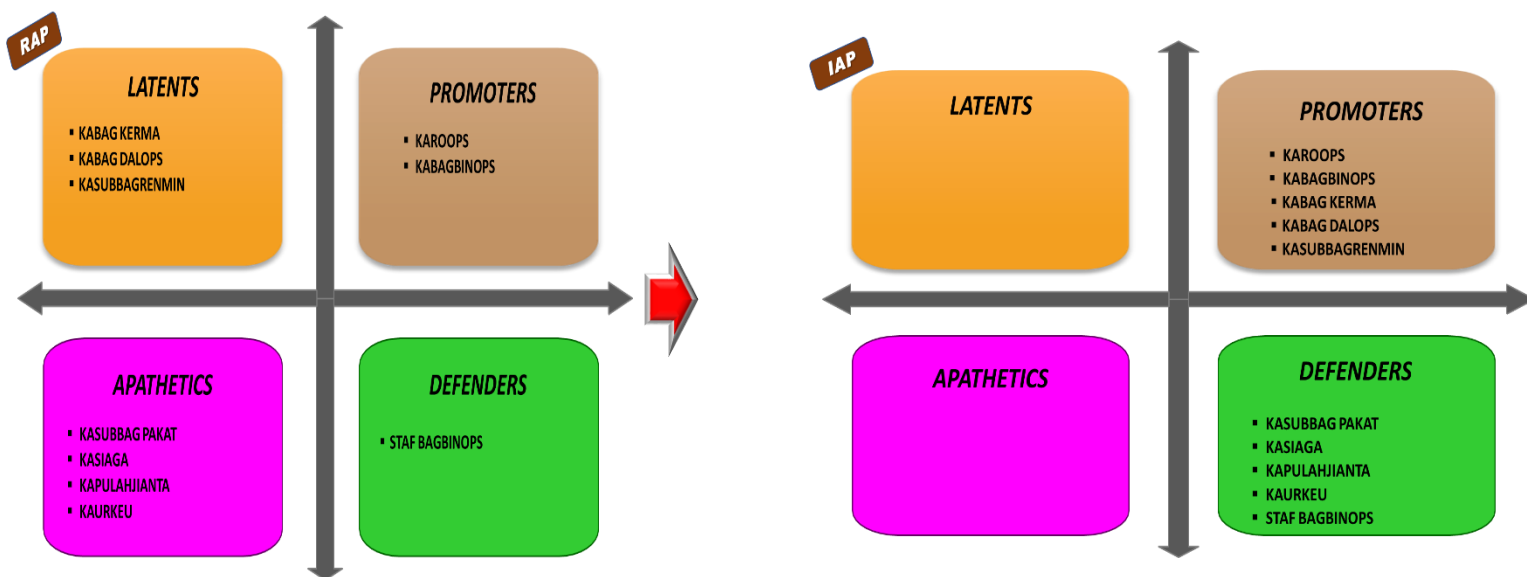 RAP
LATENTS
▪ KABAG KERMA
▪ KABAG DALOPS
▪ KASUBBAGRENMIN
PROMOTERS
▪ KAROOPS
▪ KABAGBINOPS
APATHETICS
▪ KASUBBAG PAKAT
▪ KASIAGA
▪ KAPULAHJIANTA
▪ KAURKEU
DEFENDERS
▪ STAF BAGBINOPS
IAP
LATENTS
PROMOTERS
▪ KAROOPS
▪ KABAGBINOPS
▪ KABAG KERMA
▪ KABAG DALOPS
▪ KASUBBAGRENMIN
APATHETICS
DEFENDERS
▪ KASUBBAG PAKAT
▪ KASIAGA
▪ KAPULAHJIANTA
▪ KAURKEU
▪ STAF BAGBINOPS